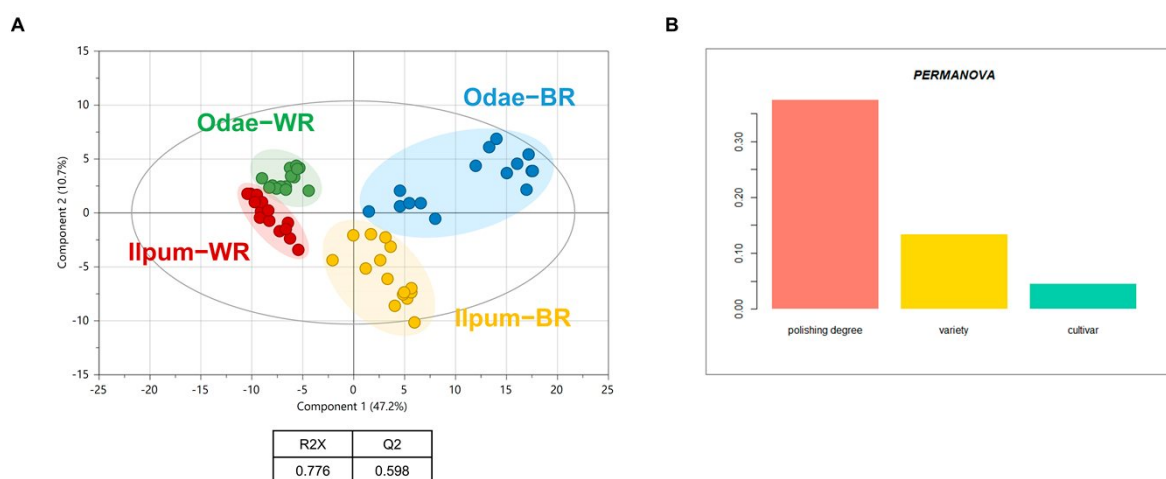 A
15
10
5
0
-5
-10
-15
Component 2 (10.7%)
Odae-BR
Odae-WR
Ilpum-WR
Ilpum-BR
-25 -20 -15 -10 -5 0 5 10 15 20 25
Component 1 (47.2%)
R2X Q2
0.776 0.598
B
PERMANOVA
0.30
0.20
0.10
0.00
polishing degree variety cultivar